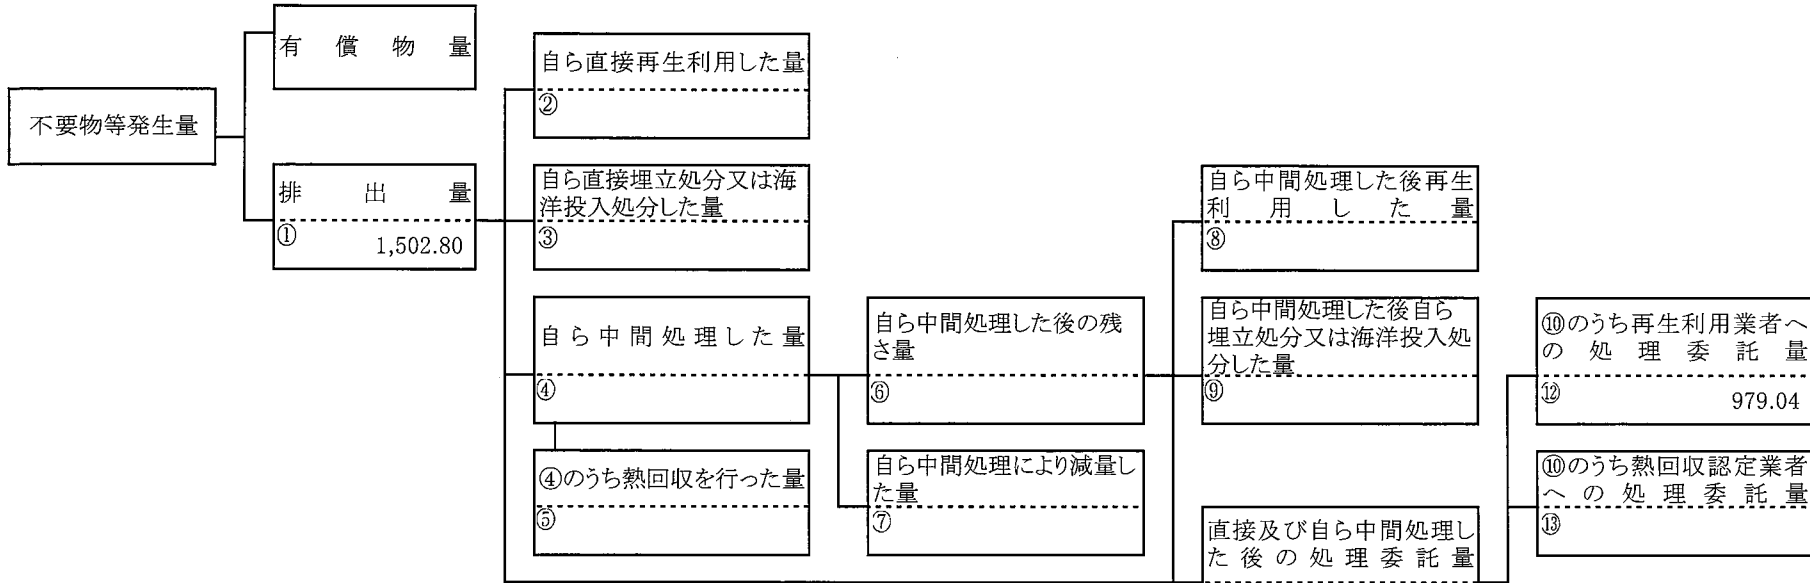 不要物等発生量
有償物量
排出量
①
1,502.80
自ら直接再生利用した量
②
自ら直接埋立処分又は海
洋投入処分した量
③
自ら中間処理した量
④
④のうち熱回収を行った量
⑤
自ら中間処理した後の残
さ量
⑥
自ら中間処理により減量し
た量
⑦
自ら中間処理した後再生
利用した量
⑧
自ら中間処理した後自ら
埋立処分又は海洋投入処
分した量
⑨
直接及び自ら中間処理し
た後の処理委託量
⑩のうち再生利用業者へ
の処理委託量
⑫
979.04
⑩のうち熱回収認定業者
への処理委託量
⑬